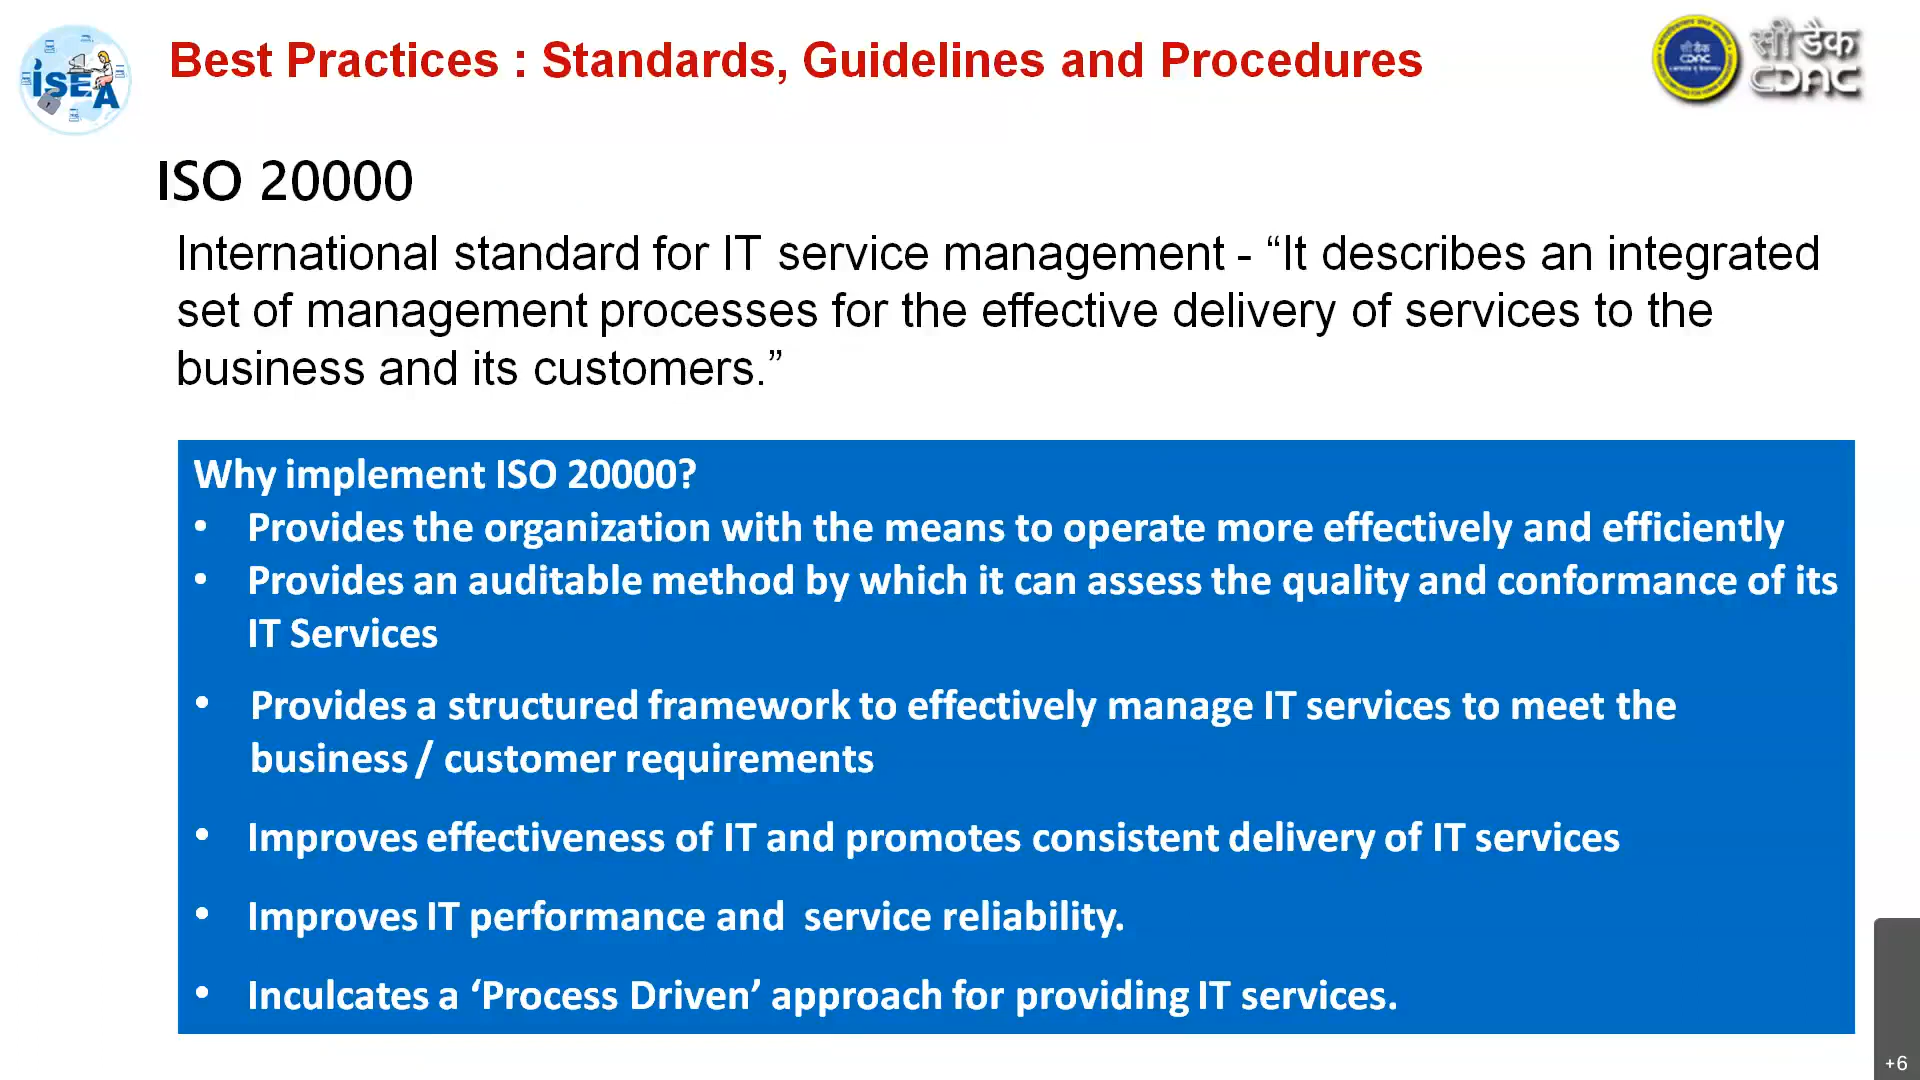 iSEA
Best Practices : Standards, Guidelines and Procedures
सी डैक
CDAC
सी डैक
CDAC
ISO 20000
International standard for IT service management - “It describes an integrated
set of management processes for the effective delivery of services to the
business and its customers.”
Why implement ISO 20000?
• Provides the organization with the means to operate more effectively and efficiently
• Provides an auditable method by which it can assess the quality and conformance of its
IT Services
• Provides a structured framework to effectively manage IT services to meet the
business / customer requirements
• Improves effectiveness of IT and promotes consistent delivery of IT services
• Improves IT performance and  service reliability.
• Inculcates a ‘Process Driven’ approach for providing IT services.
+6